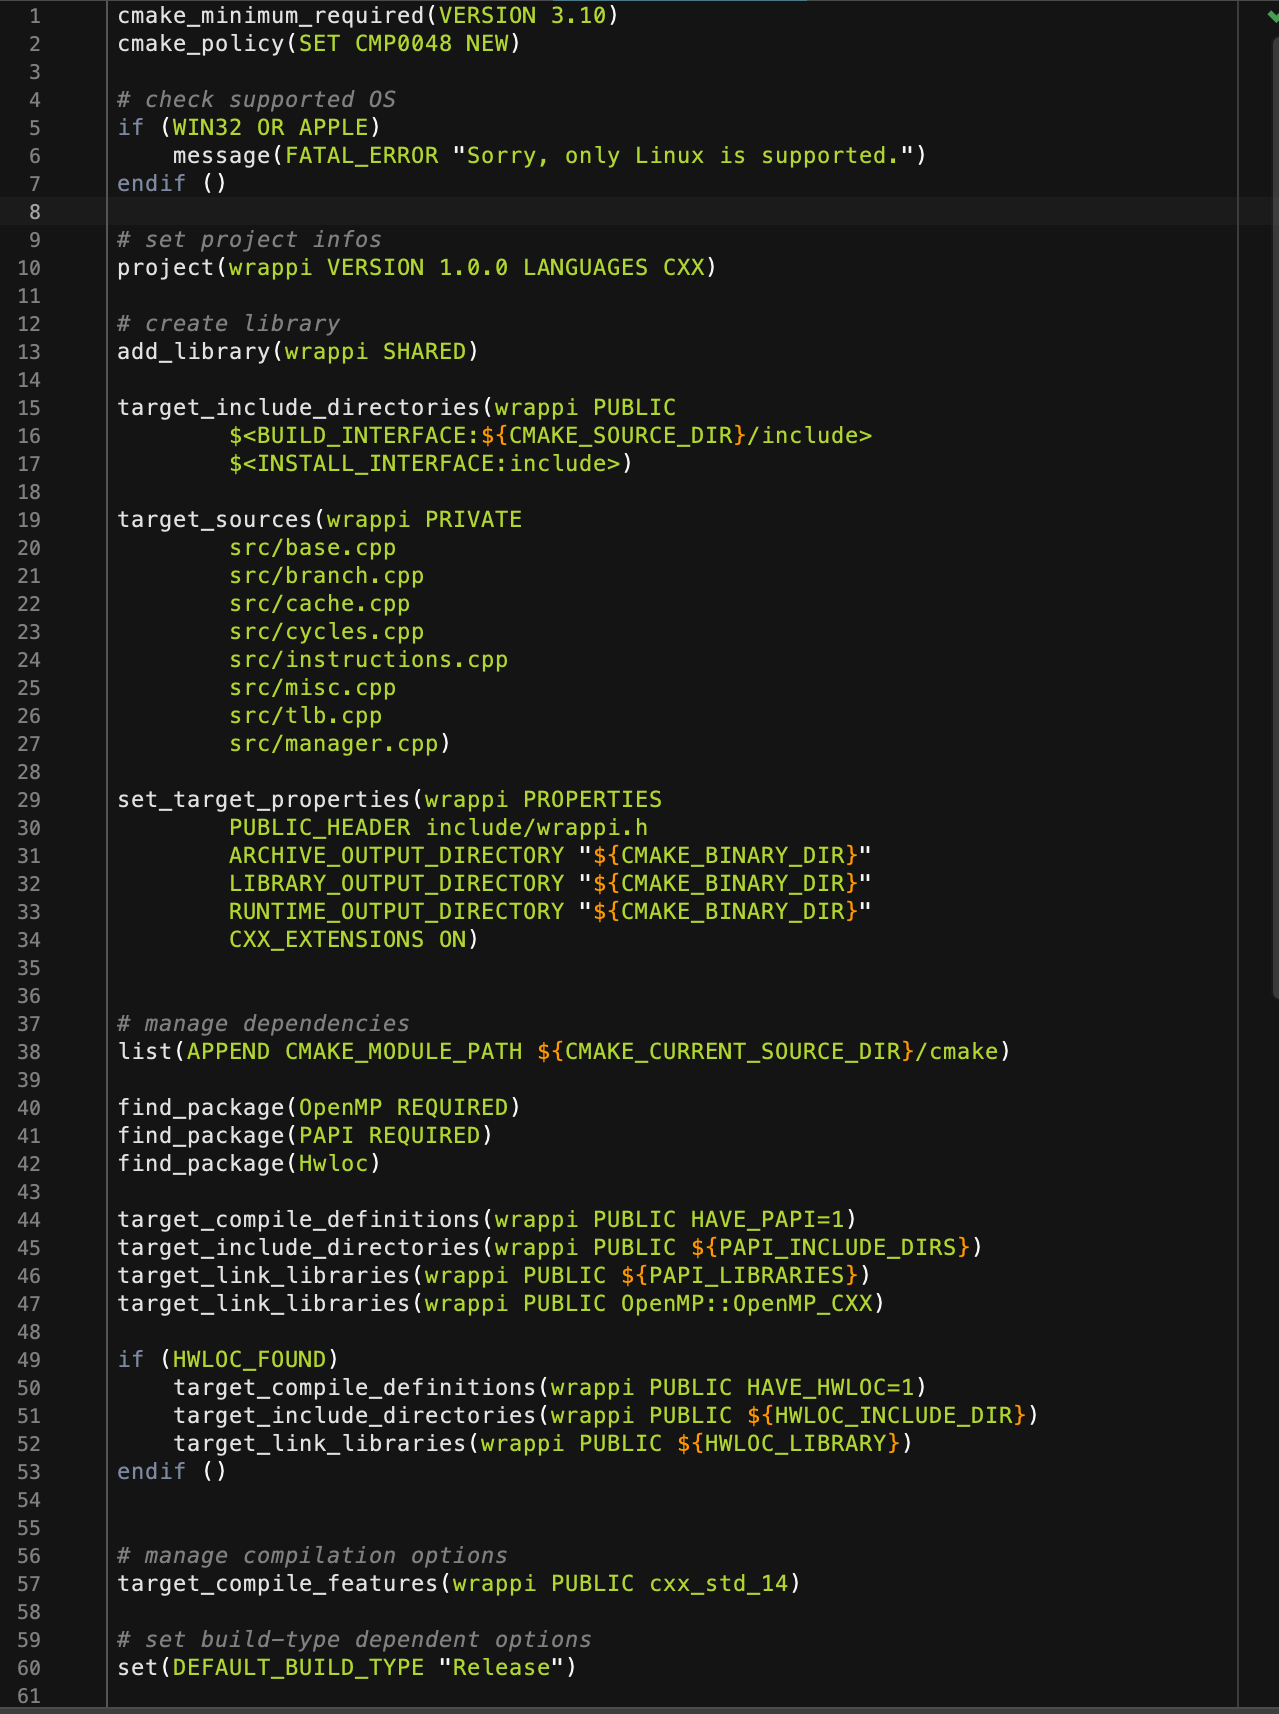 1 cmake_minimum_required(VERSION 3.10)
2 cmake_policy(SET CMP0048 NEW)
3
4 # check supported OS
5 if (WIN32 OR APPLE)
6     message(FATAL_ERROR "Sorry, only Linux is supported.")
7 endif ()
8
9 # set project infos
10 project(wrappi VERSION 1.0.0 LANGUAGES CXX)
11
12 # create library
13 add_library(wrappi SHARED)
14
15 target_include_directories(wrappi PUBLIC
16         $<BUILD_INTERFACE:${CMAKE_SOURCE_DIR}/include>
17         $<INSTALL_INTERFACE:include>)
18
19 target_sources(wrappi PRIVATE
20         src/base.cpp
21         src/branch.cpp
22         src/cache.cpp
23         src/cycles.cpp
24         src/instructions.cpp
25         src/misc.cpp
26         src/tlb.cpp
27         src/manager.cpp)
28
29 set_target_properties(wrappi PROPERTIES
30         PUBLIC_HEADER include/wrappi.h
31         ARCHIVE_OUTPUT_DIRECTORY "${CMAKE_BINARY_DIR}"
32         LIBRARY_OUTPUT_DIRECTORY "${CMAKE_BINARY_DIR}"
33         RUNTIME_OUTPUT_DIRECTORY "${CMAKE_BINARY_DIR}"
34         CXX_EXTENSIONS ON)
35
36
37 # manage dependencies
38 list(APPEND CMAKE_MODULE_PATH ${CMAKE_CURRENT_SOURCE_DIR}/cmake)
39
40 find_package(OpenMP REQUIRED)
41 find_package(PAPI REQUIRED)
42 find_package(Hwloc)
43
44 target_compile_definitions(wrappi PUBLIC HAVE_PAPI=1)
45 target_include_directories(wrappi PUBLIC ${PAPI_INCLUDE_DIRS})
46 target_link_libraries(wrappi PUBLIC ${PAPI_LIBRARIES})
47 target_link_libraries(wrappi PUBLIC OpenMP::OpenMP_CXX)
48
49 if (HWLOC_FOUND)
50     target_compile_definitions(wrappi PUBLIC HAVE_HWLOC=1)
51     target_include_directories(wrappi PUBLIC ${HWLOC_INCLUDE_DIR})
52     target_link_libraries(wrappi PUBLIC ${HWLOC_LIBRARY})
53 endif ()
54
55
56 # manage compilation options
57 target_compile_features(wrappi PUBLIC cxx_std_14)
58
59 # set build-type dependent options
60 set(DEFAULT_BUILD_TYPE "Release")
61